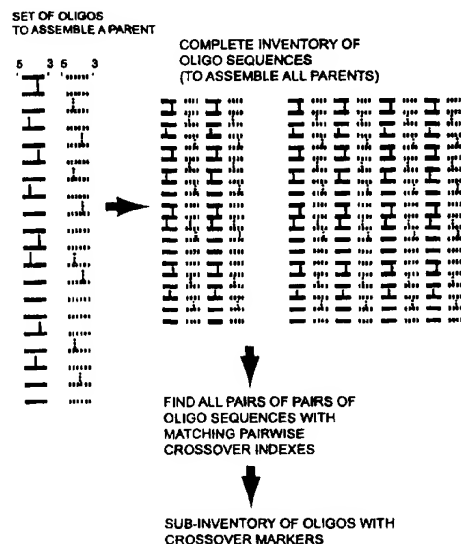 SET OF OLIGOS
TO ASSEMBLE A PARENT
5 3 5 3
COMPLETE INVENTORY OF
OLIGO SEQUENCES
(TO ASSEMBLE ALL PARENTS)
FIND ALL PAIRS OF PAIRS OF
OLIGO SEQUENCES WITH
MATCHING PAIRWISE
CROSSOVER INDEXES
SUB-INVENTORY OF OLIGOS WITH
CROSSOVER MARKERS